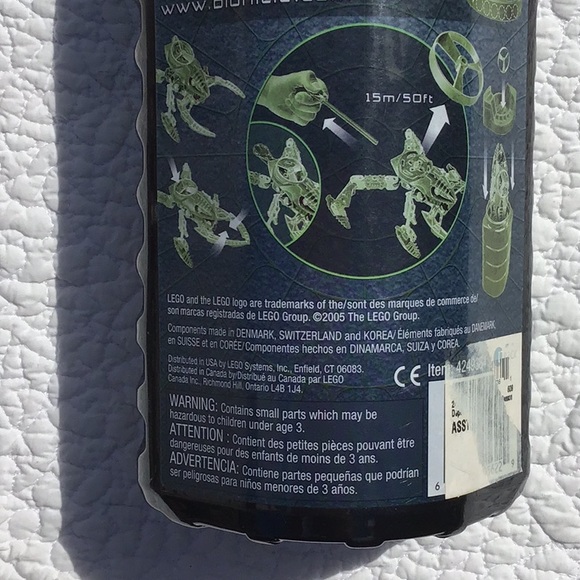 15m/50ft
LEGO and the LEGO logo are trademarks of the/sont des marques de commerce de/
son marcas registradas de LEGO Group. ©2005 The LEGO Group.
Components made in DENMARK, SWITZERLAND and KOREA/Éléments fabriqués au DANEMARK,
en SUISSE et en CORÉE/Componentes hechos en DINAMARCA, SUIZA y COREA.
Distributed in USA by LEGO Systems, Inc., Enfield, CT 06083.
Distributed in Canada by/Distribué au Canada par LEGO
Canada Inc., Richmond Hill, Ontario L4B 1J4.
CE Item:
ASS
WARNING: Contains small parts which may be
hazardous to children under age 3.
ATTENTION : Contient des petites pièces pouvant être
dangereuses pour des enfants de moins de 3 ans.
ADVERTENCIA: Contiene partes pequeñas que podrían
ser peligrosas para niños menores de 3 años.
6